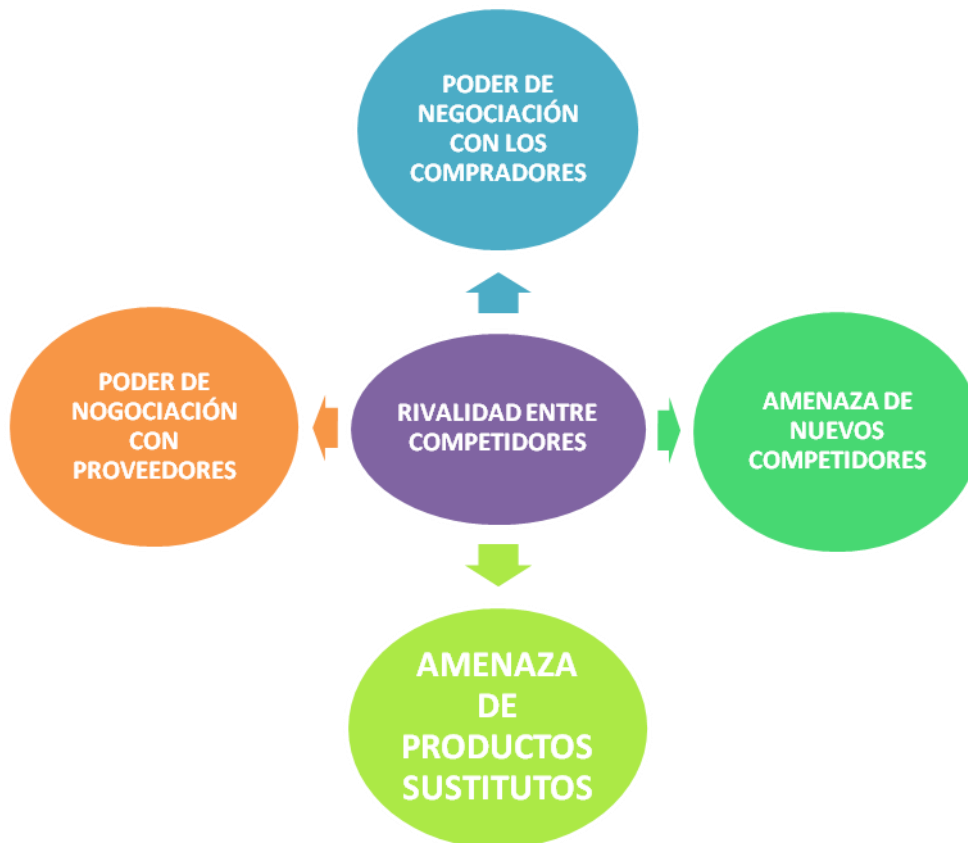 PODER DE
NEGOCIACIÓN
CON LOS
COMPRADORES
PODER DE
NOGOCIACIÓN
CON
PROVEEDORES
RIVALIDAD ENTRE
COMPETIDORES
AMENAZA DE
NUEVOS
COMPETIDORES
AMENAZA
DE
PRODUCTOS
SUSTITUTOS